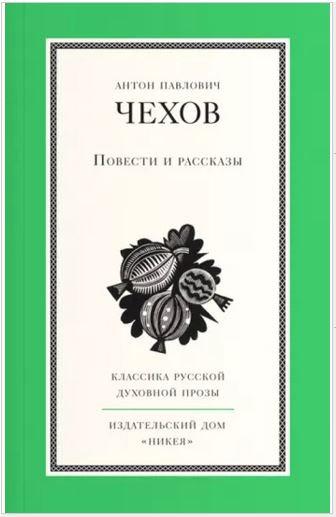 АНТОН ПАВЛОВИЧ
ЧЕХОВ
Повести и рассказы
КЛАССИКА РУССКОЙ
ДУХОВНОЙ ПРОЗЫ
ИЗДАТЕЛЬСКИЙ ДОМ
«НИКЕЯ»